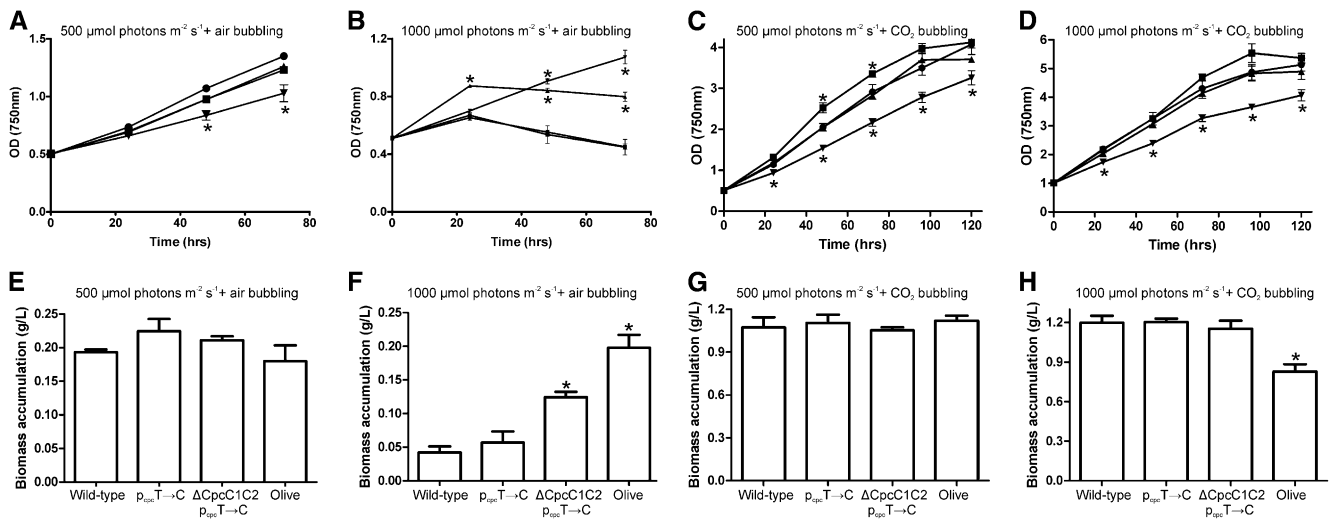 A
500 µmol photons m⁻² s⁻¹+ air bubbling
OD (750nm)
1.5
1.0
0.5
0.0
0 20 40 60 80
Time (hrs)
* *
B
1000 µmol photons m⁻² s⁻¹+ air bubbling
OD (750nm)
1.2
0.8
0.4
0.0
0 20 40 60 80
Time (hrs)
* * * * *
C
500 µmol photons m⁻² s⁻¹+ CO₂ bubbling
OD (750nm)
4
3
2
1
0
0 20 40 60 80 100 120
Time (hrs)
* * * * * * *
D
1000 µmol photons m⁻² s⁻¹+ CO₂ bubbling
OD (750nm)
6
5
4
3
2
1
0
0 20 40 60 80 100 120
Time (hrs)
* * * * *
E
500 µmol photons m⁻² s⁻¹+ air bubbling
Biomass accumulation (g/L)
0.25
0.20
0.15
0.10
0.05
0.00
Wild-type p_cpcT→C ΔCpcC1C2 Olive
p_cpcT→C
F
1000 µmol photons m⁻² s⁻¹+ air bubbling
Biomass accumulation (g/L)
0.25
0.20
0.15
0.10
0.05
0.00
* *
Wild-type p_cpcT→C ΔCpcC1C2 Olive
p_cpcT→C
G
500 µmol photons m⁻² s⁻¹+ CO₂ bubbling
Biomass accumulation (g/L)
1.2
0.9
0.6
0.3
0.0
Wild-type p_cpcT→C ΔCpcC1C2 Olive
p_cpcT→C
H
1000 µmol photons m⁻² s⁻¹+ CO₂ bubbling
Biomass accumulation (g/L)
1.2
0.9
0.6
0.3
0.0
*
Wild-type p_cpcT→C ΔCpcC1C2 Olive
p_cpcT→C